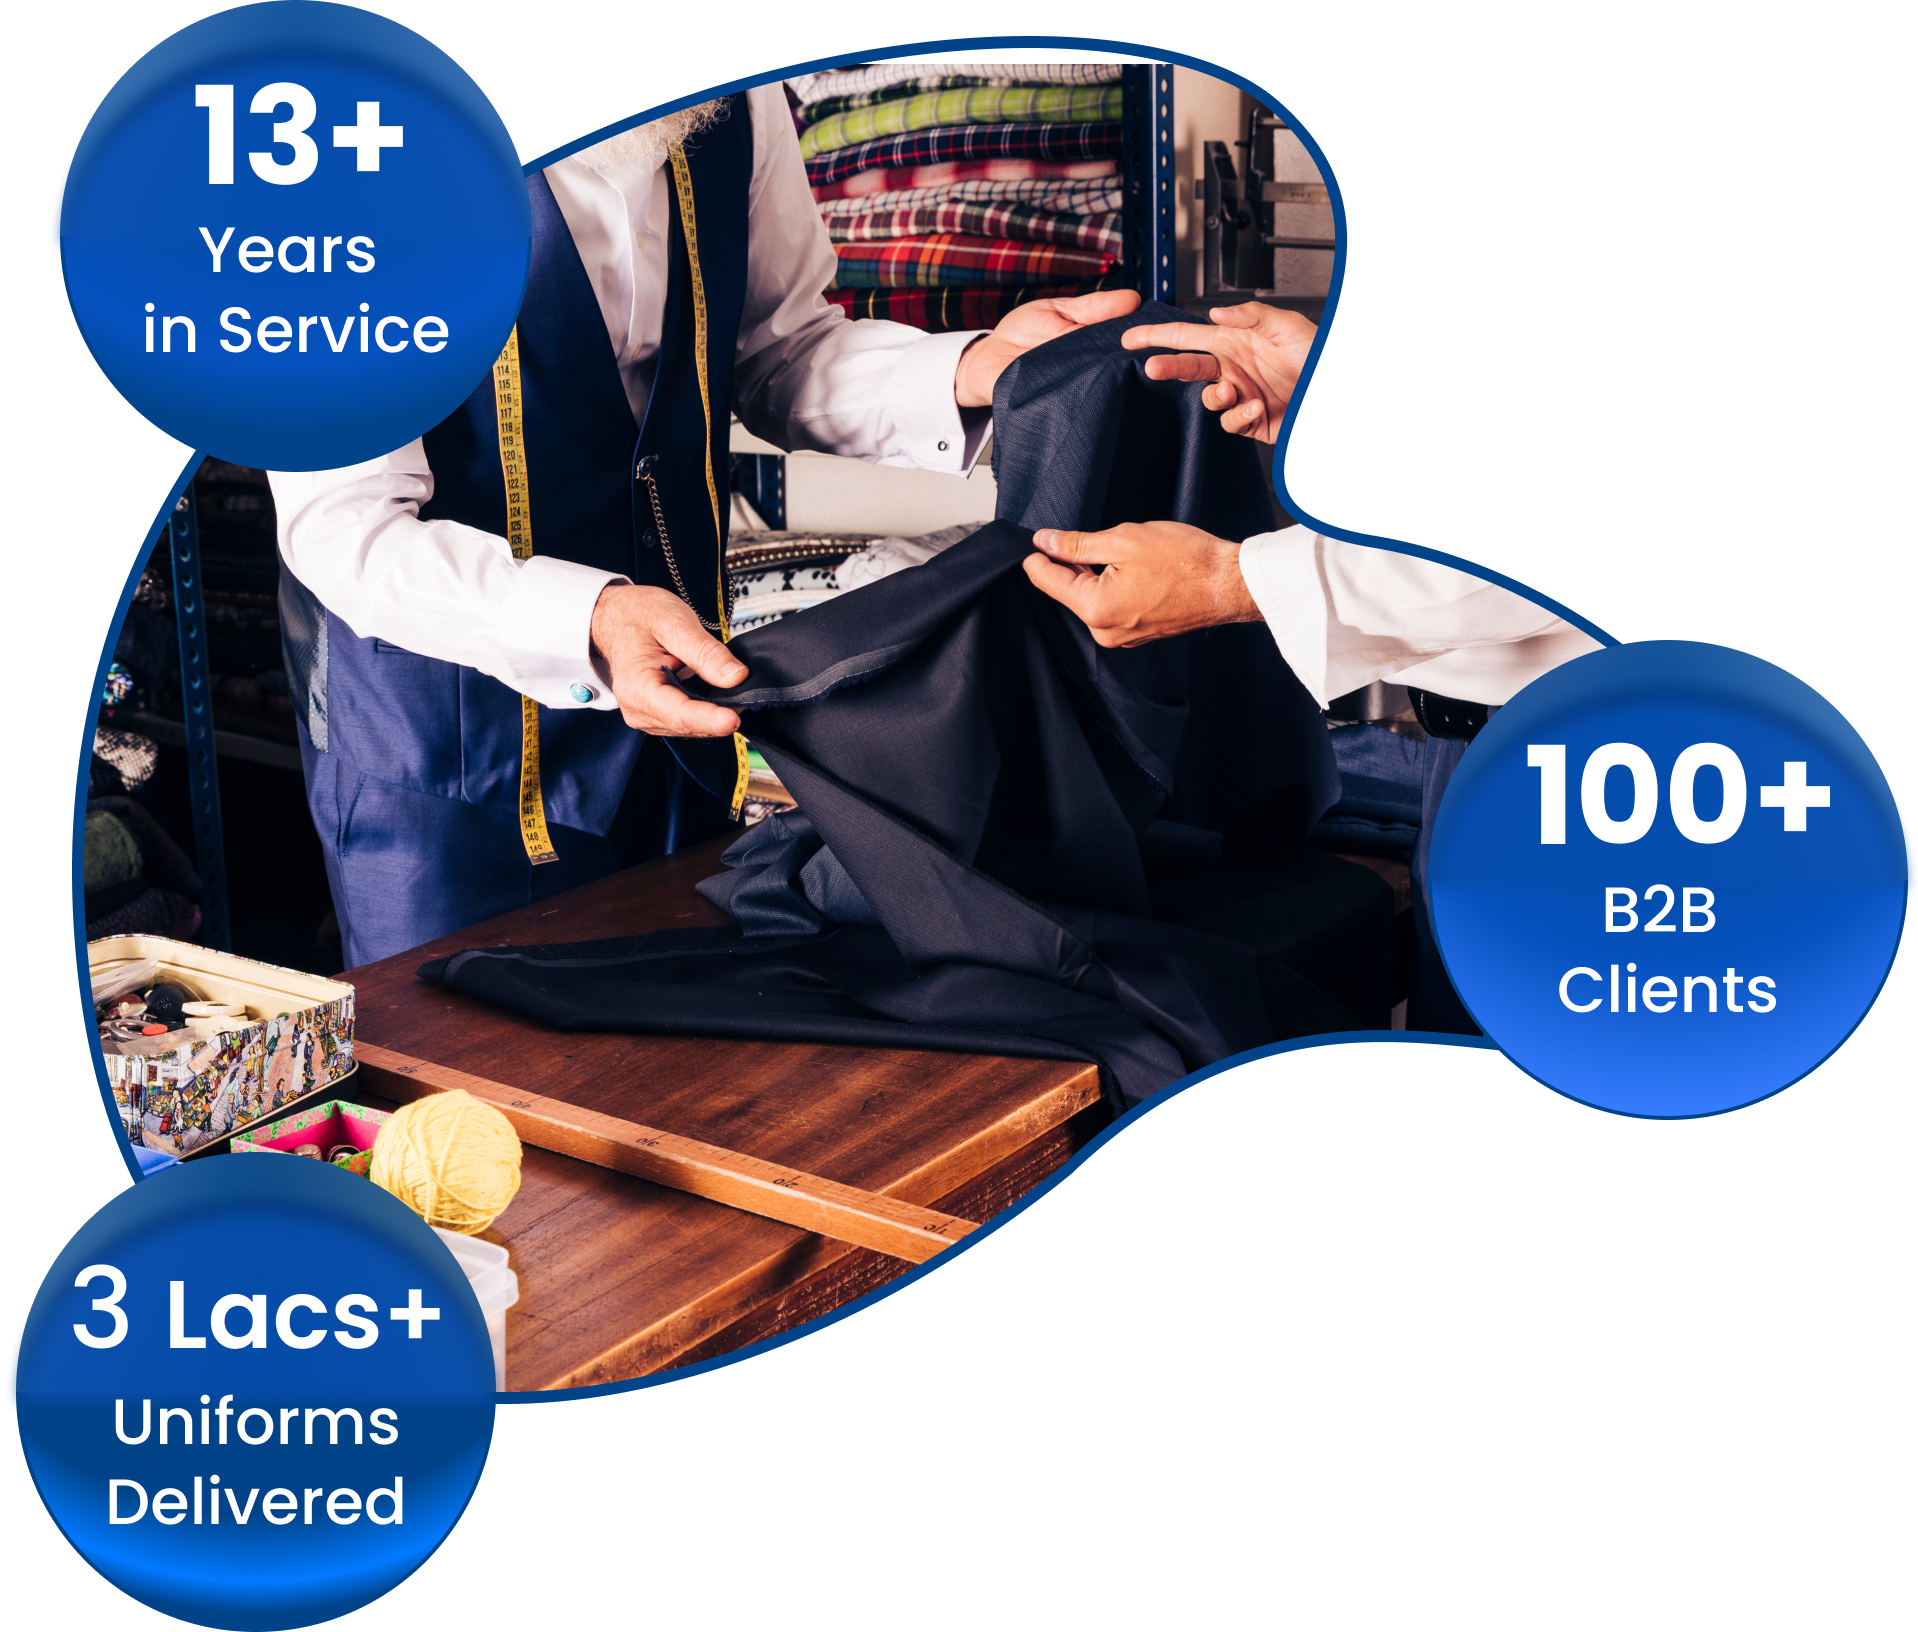 13+
Years
in Service
100+
B2B
Clients
3 Lacs+
Uniforms
Delivered